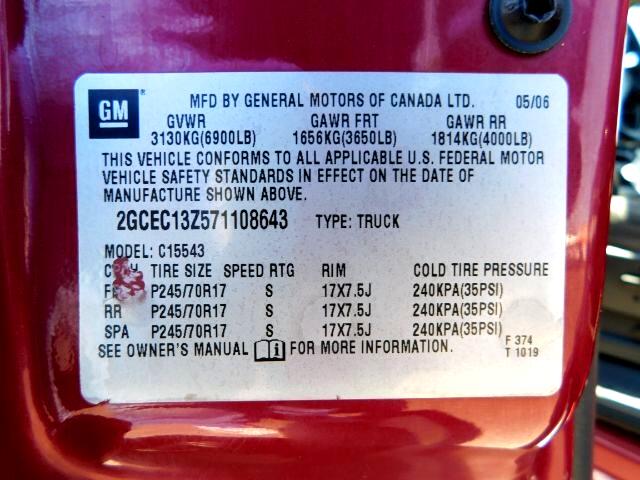 GM
®
MFD BY GENERAL MOTORS OF CANADA LTD. 05/06
GVWR GAWR FRT GAWR RR
3130KG(6900LB) 1656KG(3650LB) 1814KG(4000LB)
THIS VEHICLE CONFORMS TO ALL APPLICABLE U.S. FEDERAL MOTOR
VEHICLE SAFETY STANDARDS IN EFFECT ON THE DATE OF
MANUFACTURE SHOWN ABOVE.
2GCEC13Z571108643 TYPE: TRUCK
MODEL: C15543
TIRE SIZE SPEED RTG RIM COLD TIRE PRESSURE
P245/70R17 S 17X7.5J 240KPA(35PSI)
RR P245/70R17 S 17X7.5J 240KPA(35PSI)
SPA P245/70R17 S 17X7.5J 240KPA(35PSI)
SEE OWNER'S MANUAL i FOR MORE INFORMATION.
F 374
T 1019